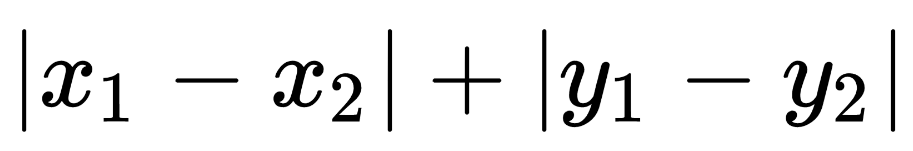 |x₁ − x₂| + |y₁ − y₂|